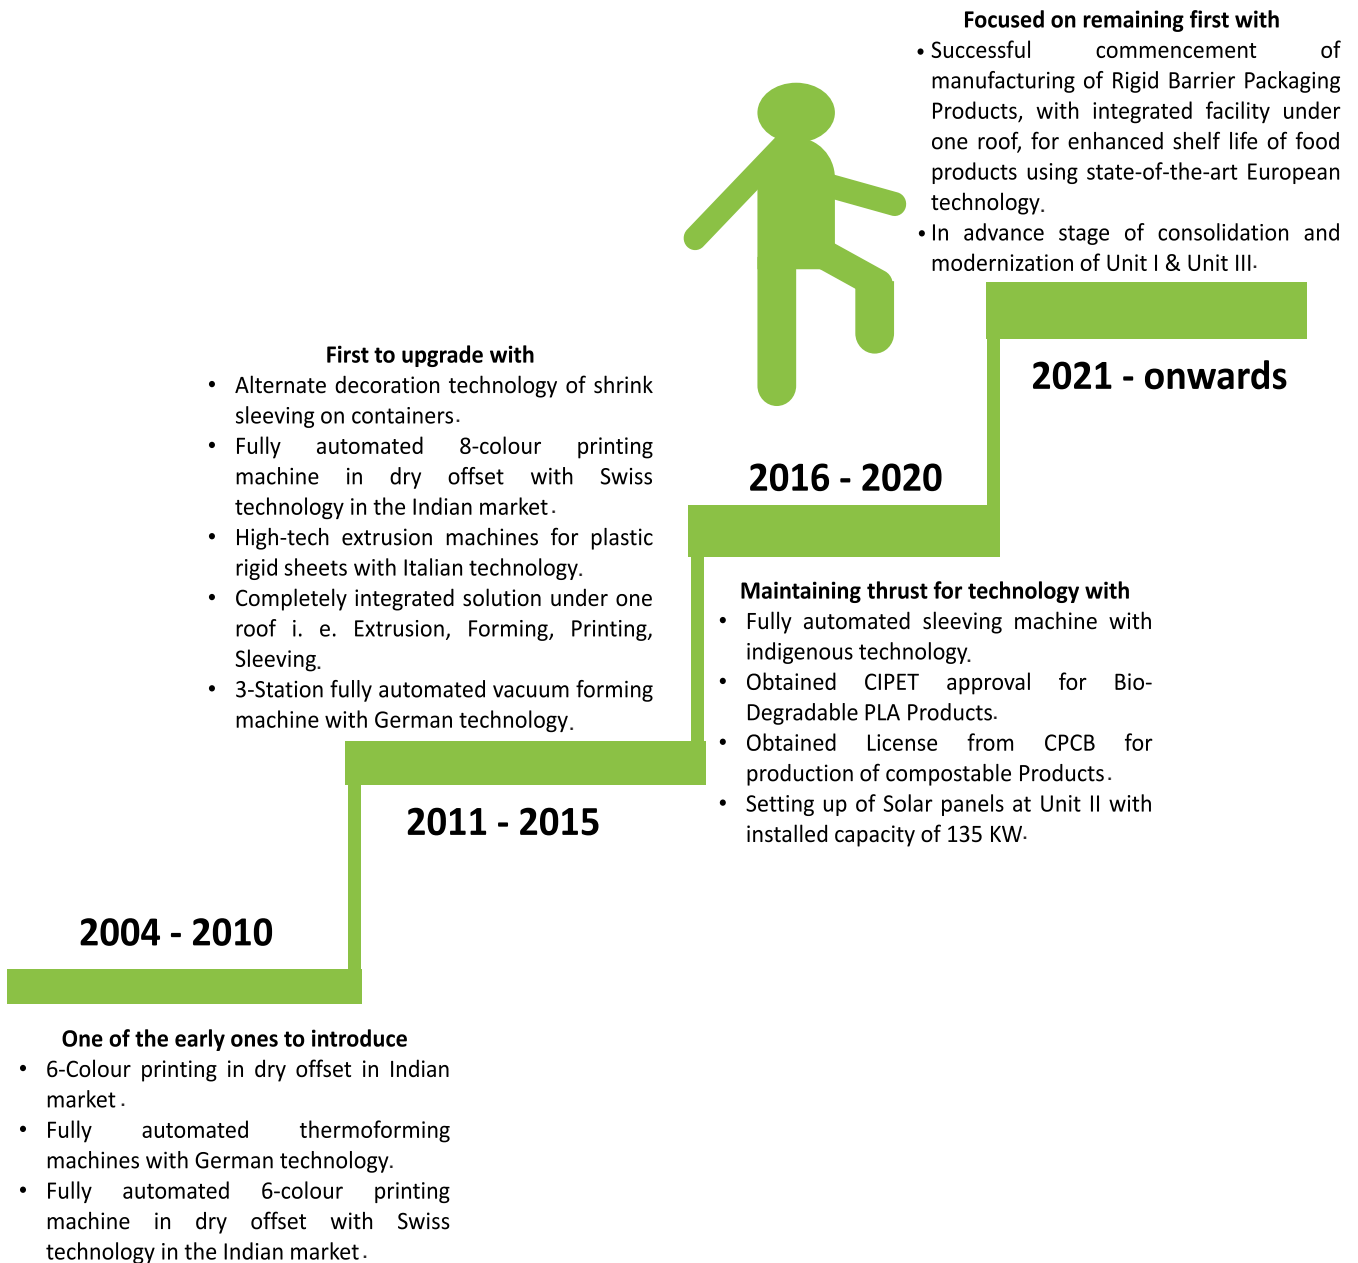 Focused on remaining first with
• Successful commencement of
manufacturing of Rigid Barrier Packaging
Products, with integrated facility under
one roof, for enhanced shelf life of food
products using state-of-the-art European
technology.
• In advance stage of consolidation and
modernization of Unit I & Unit III.
2021 - onwards
First to upgrade with
• Alternate decoration technology of shrink
sleeving on containers.
• Fully automated 8-colour printing
machine in dry offset with Swiss
technology in the Indian market.
• High-tech extrusion machines for plastic
rigid sheets with Italian technology.
• Completely integrated solution under one
roof i. e. Extrusion, Forming, Printing,
Sleeving.
• 3-Station fully automated vacuum forming
machine with German technology.
2016 - 2020
Maintaining thrust for technology with
• Fully automated sleeving machine with
indigenous technology.
• Obtained CIPET approval for Bio-
Degradable PLA Products.
• Obtained License from CPCB for
production of compostable Products.
• Setting up of Solar panels at Unit II with
installed capacity of 135 KW.
2011 - 2015
2004 - 2010
One of the early ones to introduce
• 6-Colour printing in dry offset in Indian
market.
• Fully automated thermoforming
machines with German technology.
• Fully automated 6-colour printing
machine in dry offset with Swiss
technology in the Indian market.